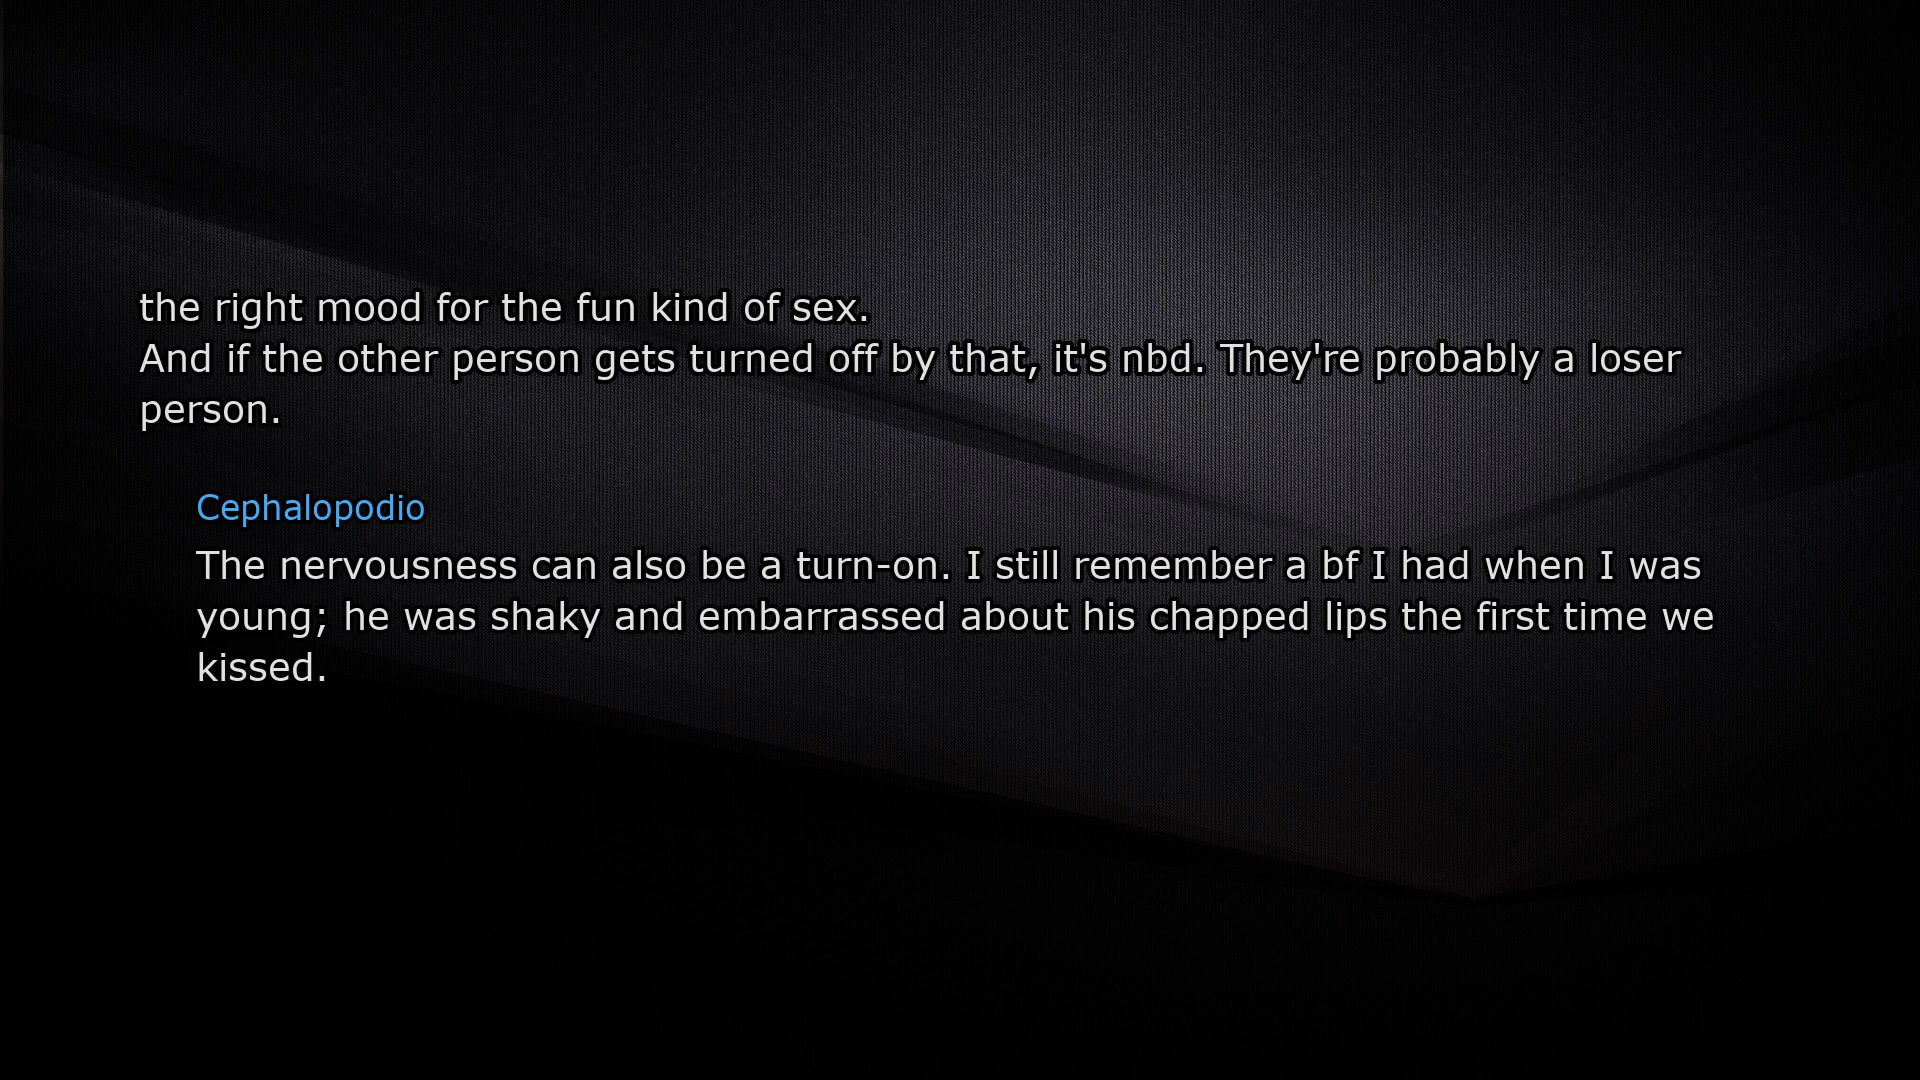 the right mood for the fun kind of sex.
And if the other person gets turned off by that, it's nbd. They're probably a loser
person.
Cephalopodio
The nervousness can also be a turn-on. I still remember a bf I had when I was
young; he was shaky and embarrassed about his chapped lips the first time we
kissed.